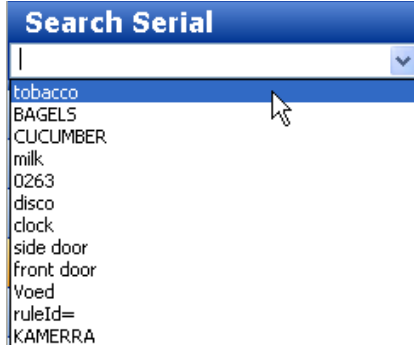 Search Serial
tobacco
BAGELS
CUCUMBER
milk
0263
disco
clock
side door
front door
Voed
ruleId=
KAMERRA